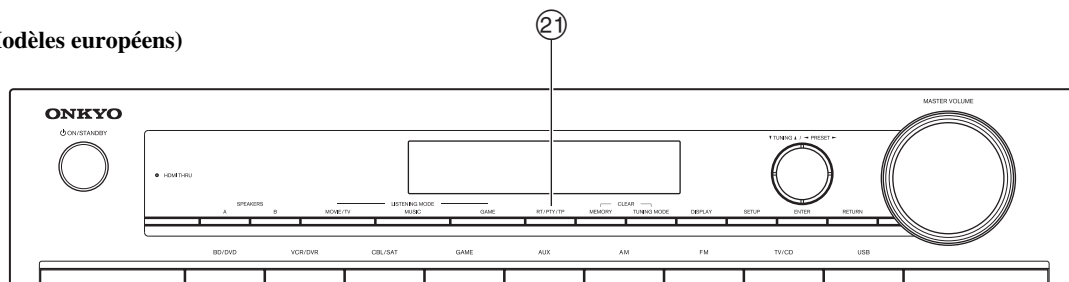 ㉑
odèles européens)
ONKYO
MASTER VOLUME
ON/STANDBY
TUNING / PRESET
HDMI THRU
SPEAKERS
LISTENING MODE
CLEAR
A B MOVIE/TV MUSIC GAME RT/PTY/TP MEMORY TUNING MODE DISPLAY SETUP ENTER RETURN
BD/DVD VCR/DVR CBL/SAT GAME AUX AM FM TV/CD USB